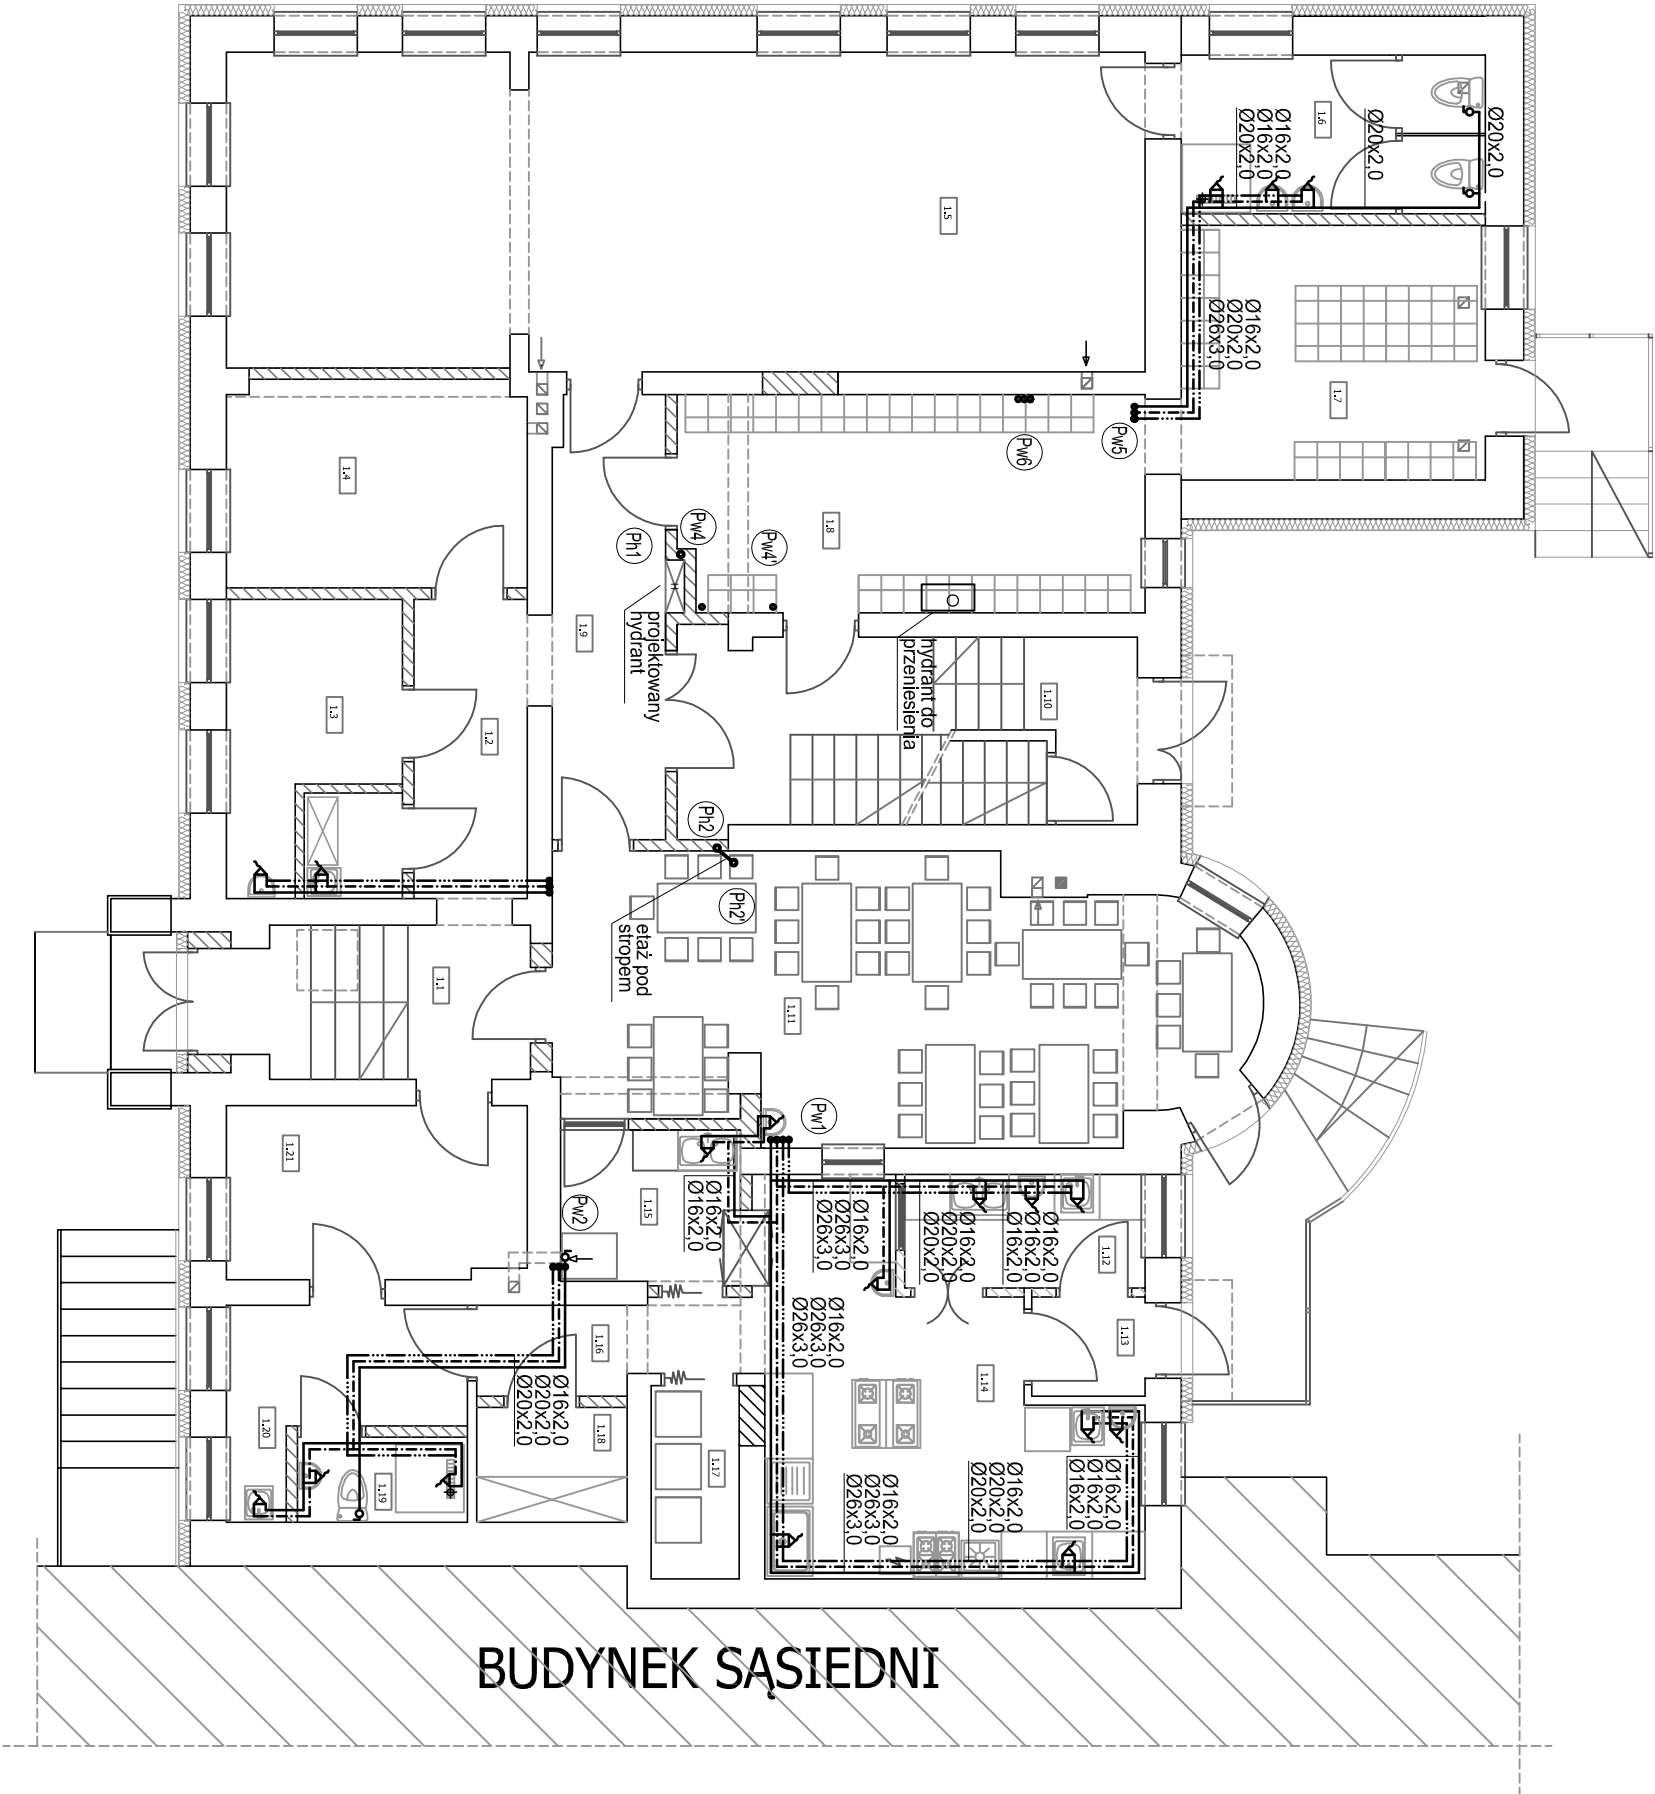 Ø20x2,0
Ø20x2,0
Ø16x2,0
Ø16x2,0
Ø20x2,0
1.6
1.5
Ø16x2,0
Ø20x2,0
Ø26x3,0
1.7
Pw5
Pw6
1.4
1.8
Pw4
Pw4'
Ph1
H
projektowany
hydrant
1.9
hydrant do
przeniesienia
1.10
1.3
1.2
Ph2
Ph2'
etaż pod
stropem
1.1
1.11
Pw1
1.21
1.15
Pw2
Ø16x2,0
Ø16x2,0
Ø16x2,0
Ø26x3,0
Ø26x3,0
Ø16x2,0
Ø20x2,0
Ø20x2,0
Ø16x2,0
Ø16x2,0
Ø16x2,0
1.12
1.13
Ø16x2,0
Ø26x3,0
Ø26x3,0
1.16
1.14
Ø16x2,0
Ø20x2,0
Ø20x2,0
1.18
1.20
1.17
1.19
Ø16x2,0
Ø26x3,0
Ø26x3,0
Ø16x2,0
Ø20x2,0
Ø20x2,0
Ø16x2,0
Ø16x2,0
Ø16x2,0
BUDYNEK SĄSIEDNI